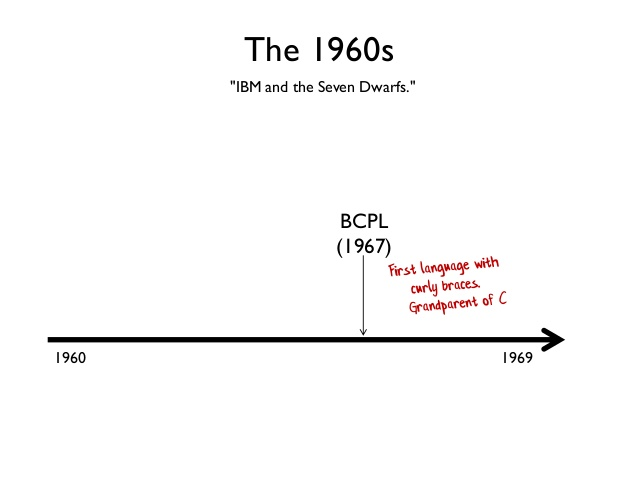 The 1960s
"IBM and the Seven Dwarfs."
BCPL
(1967)
First language with
curly braces.
Grandparent of C
1960
1969